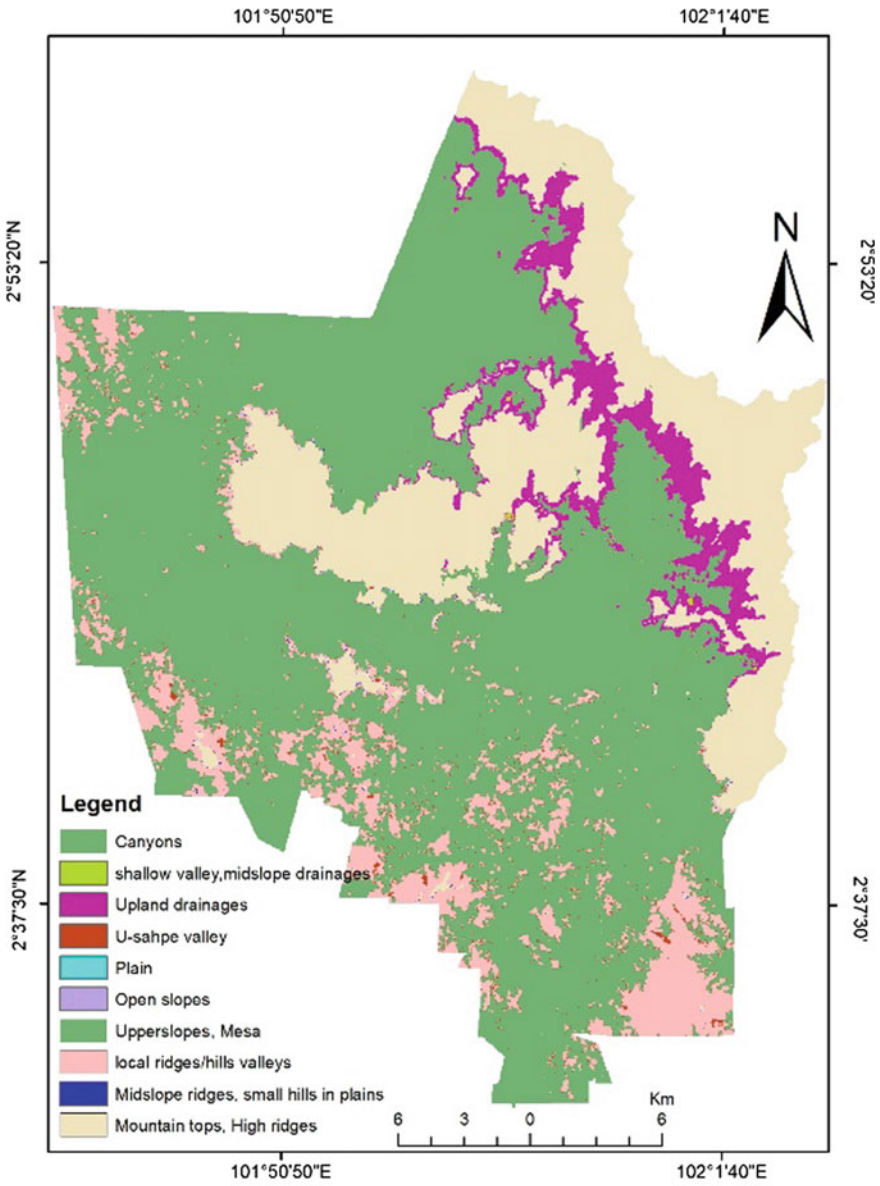 101°50'50"E 102°1'40"E
N
2°53'20"N
2°53'20'
Legend
Canyons
shallow valley,midslope drainages
Upland drainages
U-sahpe valley
Plain
Open slopes
Upperslopes, Mesa
local ridges/hills valleys
Midslope ridges, small hills in plains
Mountain tops, High ridges
2°37'30"N
2°37'30'
Km
6 3 0 6
101°50'50"E 102°1'40"E